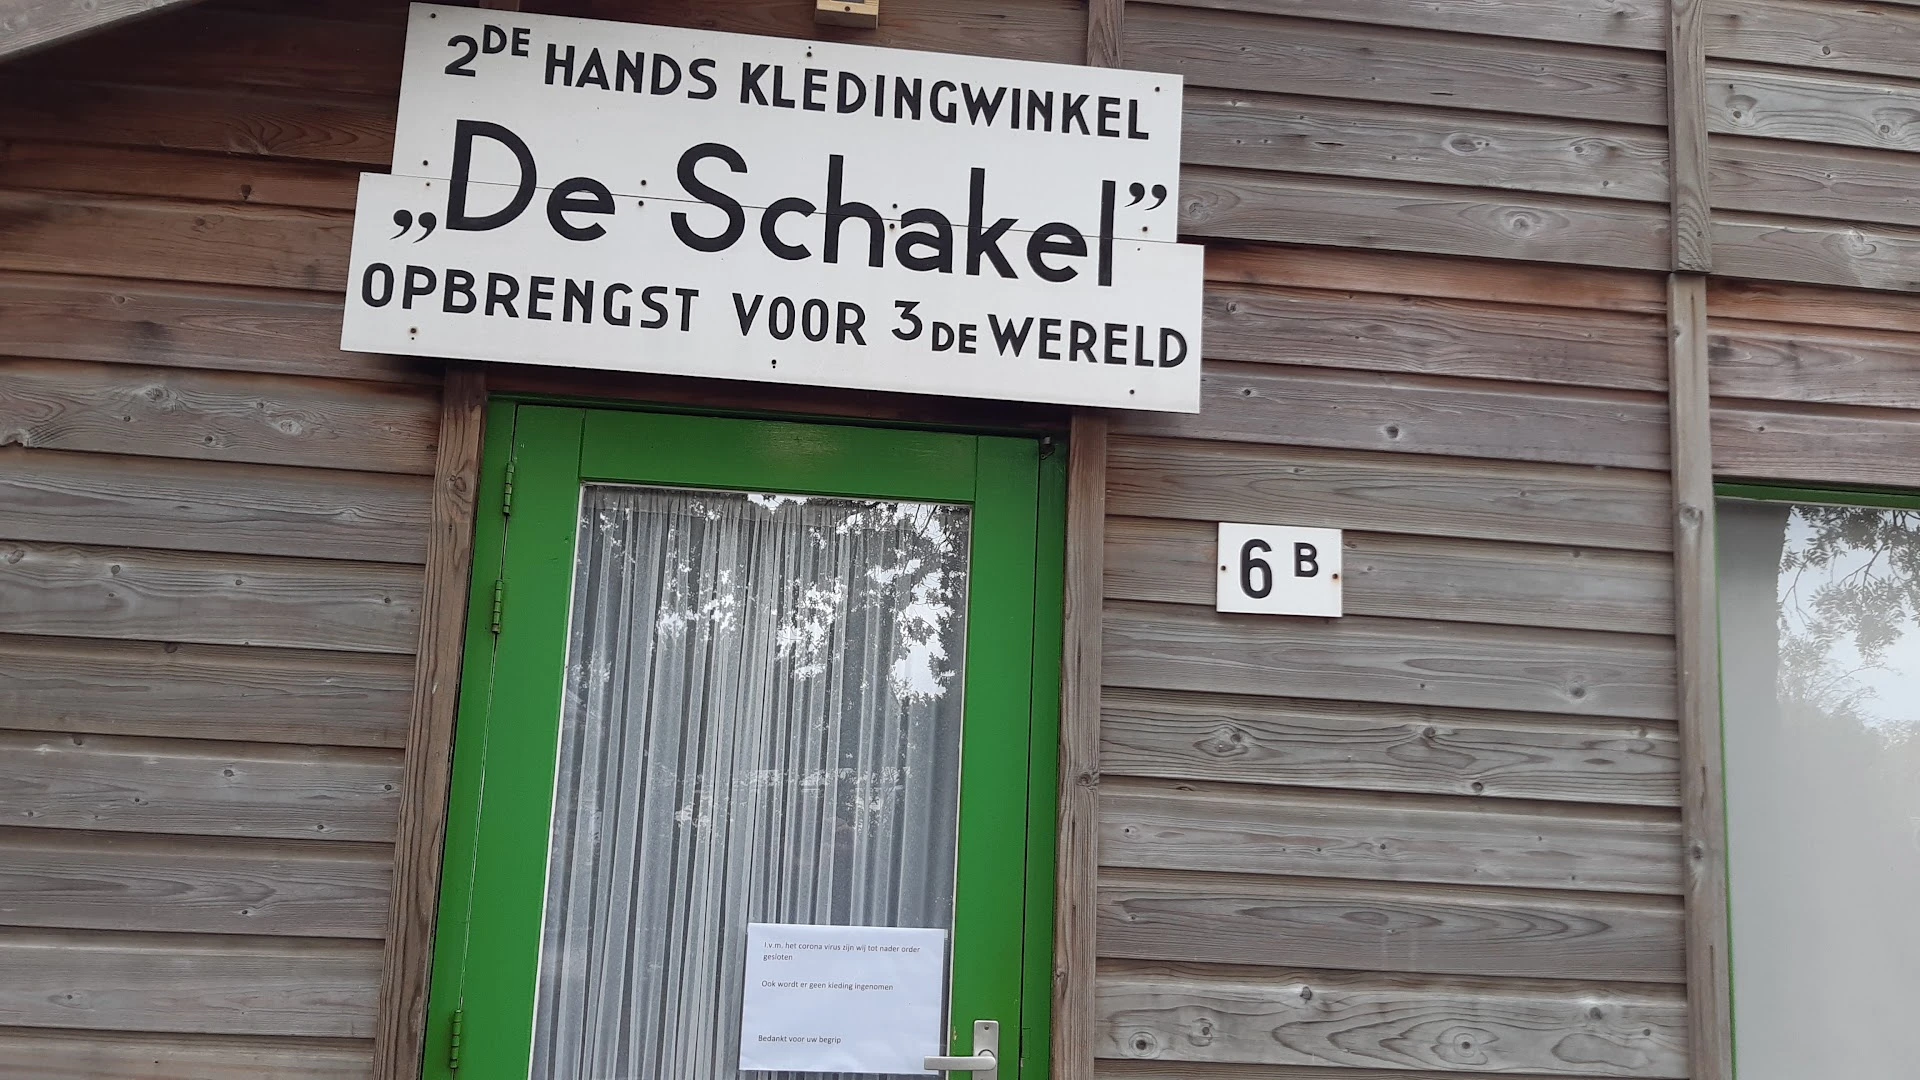 2DE HANDS KLEDINGWINKEL
„De Schakel”
OPBRENGST VOOR 3DE WERELD
6 B
I.v.m. het corona virus zijn wij tot nader order
gesloten
Ook wordt er geen kleding ingenomen
Bedankt voor uw begrip